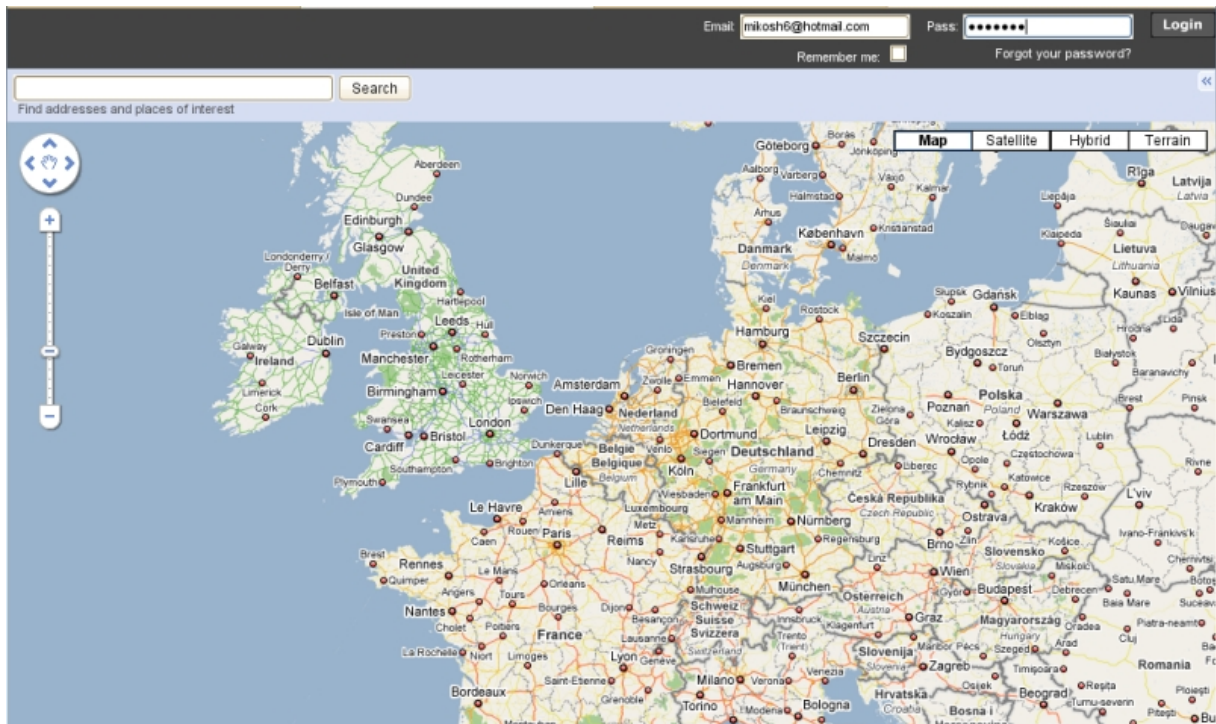 Email: mikosh6@hotmail.com Pass: ••••••• Login
Remember me: Forgot your password?
Search
Find addresses and places of interest
Map Satellite Hybrid Terrain
Göteborg
Borås
Jönköping
Aalborg
Varberg
Växjö
Halmstad
Kalmar
Århus
København
Kristianstad
Malmö
Danmark
Denmark
Rīga
Latvija
Latvia
Liepāja
Klaipėda
Šiauliai
Daugav
Lietuva
Lithuania
Kaunas
Vilnius
Aberdeen
Dundee
Edinburgh
Glasgow
Londonderry /
Derry
Belfast
United
Kingdom
Isle of Man
Hartlepool
Leeds
Preston
Hull
Manchester
Rotherham
Galway
Dublin
Ireland
Limerick
Cork
Leicester
Norwich
Birmingham
Ipswich
Swansea
London
Cardiff
Bristol
Southampton
Brighton
Plymouth
Kiel
Rostock
Hamburg
Szczecin
Słupsk
Gdańsk
Koszalin
Elbląg
Olsztyn
Hrodna
Lida
Białystok
Baranavichy
Bydgoszcz
Toruń
Groningen
Bremen
Amsterdam
Zwolle
Emmen
Hannover
Berlin
Den Haag
Nederland
Netherlands
Bielefeld
Braunschweig
Zielona
Góra
Poznań
Polska
Poland
Warszawa
Brest
Pinsk
Kalisz
Łódź
Dunkerque
België
Belgique
Belgium
Venlo
Dortmund
Siegen
Leipzig
Dresden
Wrocław
Lublin
Lille
Köln
Deutschland
Germany
Chemnitz
Liberec
Opole
Częstochowa
Rivne
Wiesbaden
Frankfurt
am Main
Česká Republika
Czech Republic
Rybnik
Katowice
Rzeszów
L'viv
Kraków
Le Havre
Amiens
Luxembourg
Caen
Rouen
Paris
Reims
Metz
Mannheim
Nürnberg
Ostrava
Karlsruhe
Regensburg
Brno
Zlín
Ivano-Frankivs'k
Brest
Rennes
Nancy
Strasbourg
Stuttgart
Linz
Slovensko
Slovakia
Košice
Chernivtsi
Quimper
Le Mans
Augsburg
München
Wien
Miskolc
Orléans
Angers
Tours
Mulhouse
Österreich
Austria
Győr
Budapest
Debrecen
Satu Mare
Baia Mare
Suceava
Nantes
Bourges
Dijon
Besançon
Schweiz
Suisse
Svizzera
Switzerland
Innsbruck
Graz
Magyarország
Hungary
Oradea
Piatra-neamţ
Cholet
Poitiers
France
Lausanne
Genève
Trento
(Trent)
Klagenfurt
Maribor
Pécs
Szeged
Arad
Cluj
La Rochelle
Niort
Limoges
Lyon
Slovenija
Slovenia
Zagreb
Timişoara
Romania
Saint-Étienne
Milano
Verona
Venezia
Osijek
Reşiţa
Ploieşti
Bordeaux
Grenoble
Torino
Modena
Bologna
Hrvatska
Croatia
Bosna i
Beograd
Turnu-severin
Piteşti